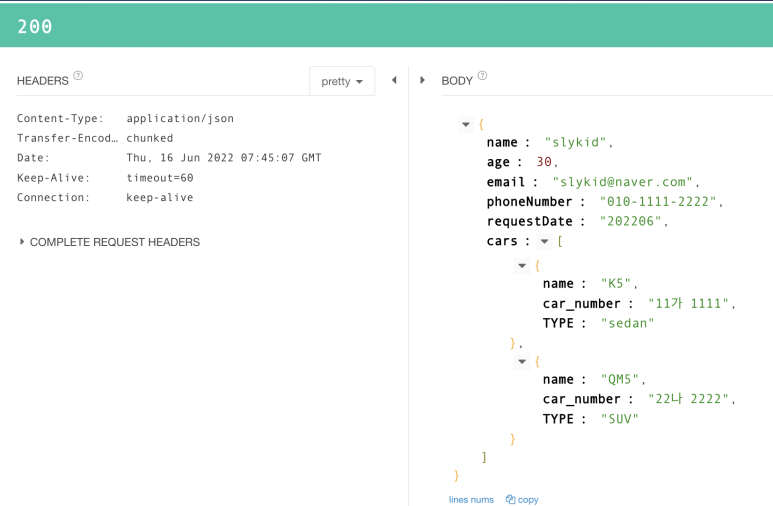 200
HEADERS ?
pretty
Content-Type: application/json
Transfer-Encod… chunked
Date: Thu, 16 Jun 2022 07:45:07 GMT
Keep-Alive: timeout=60
Connection: keep-alive
COMPLETE REQUEST HEADERS
BODY ?
{
name : "slykid",
age : 30,
email : "slykid@naver.com",
phoneNumber : "010-1111-2222",
requestDate : "202206",
cars : [
{
name : "K5",
car_number : "11가 1111",
TYPE : "sedan"
},
{
name : "QM5",
car_number : "22나 2222",
TYPE : "SUV"
}
]
}
lines nums copy